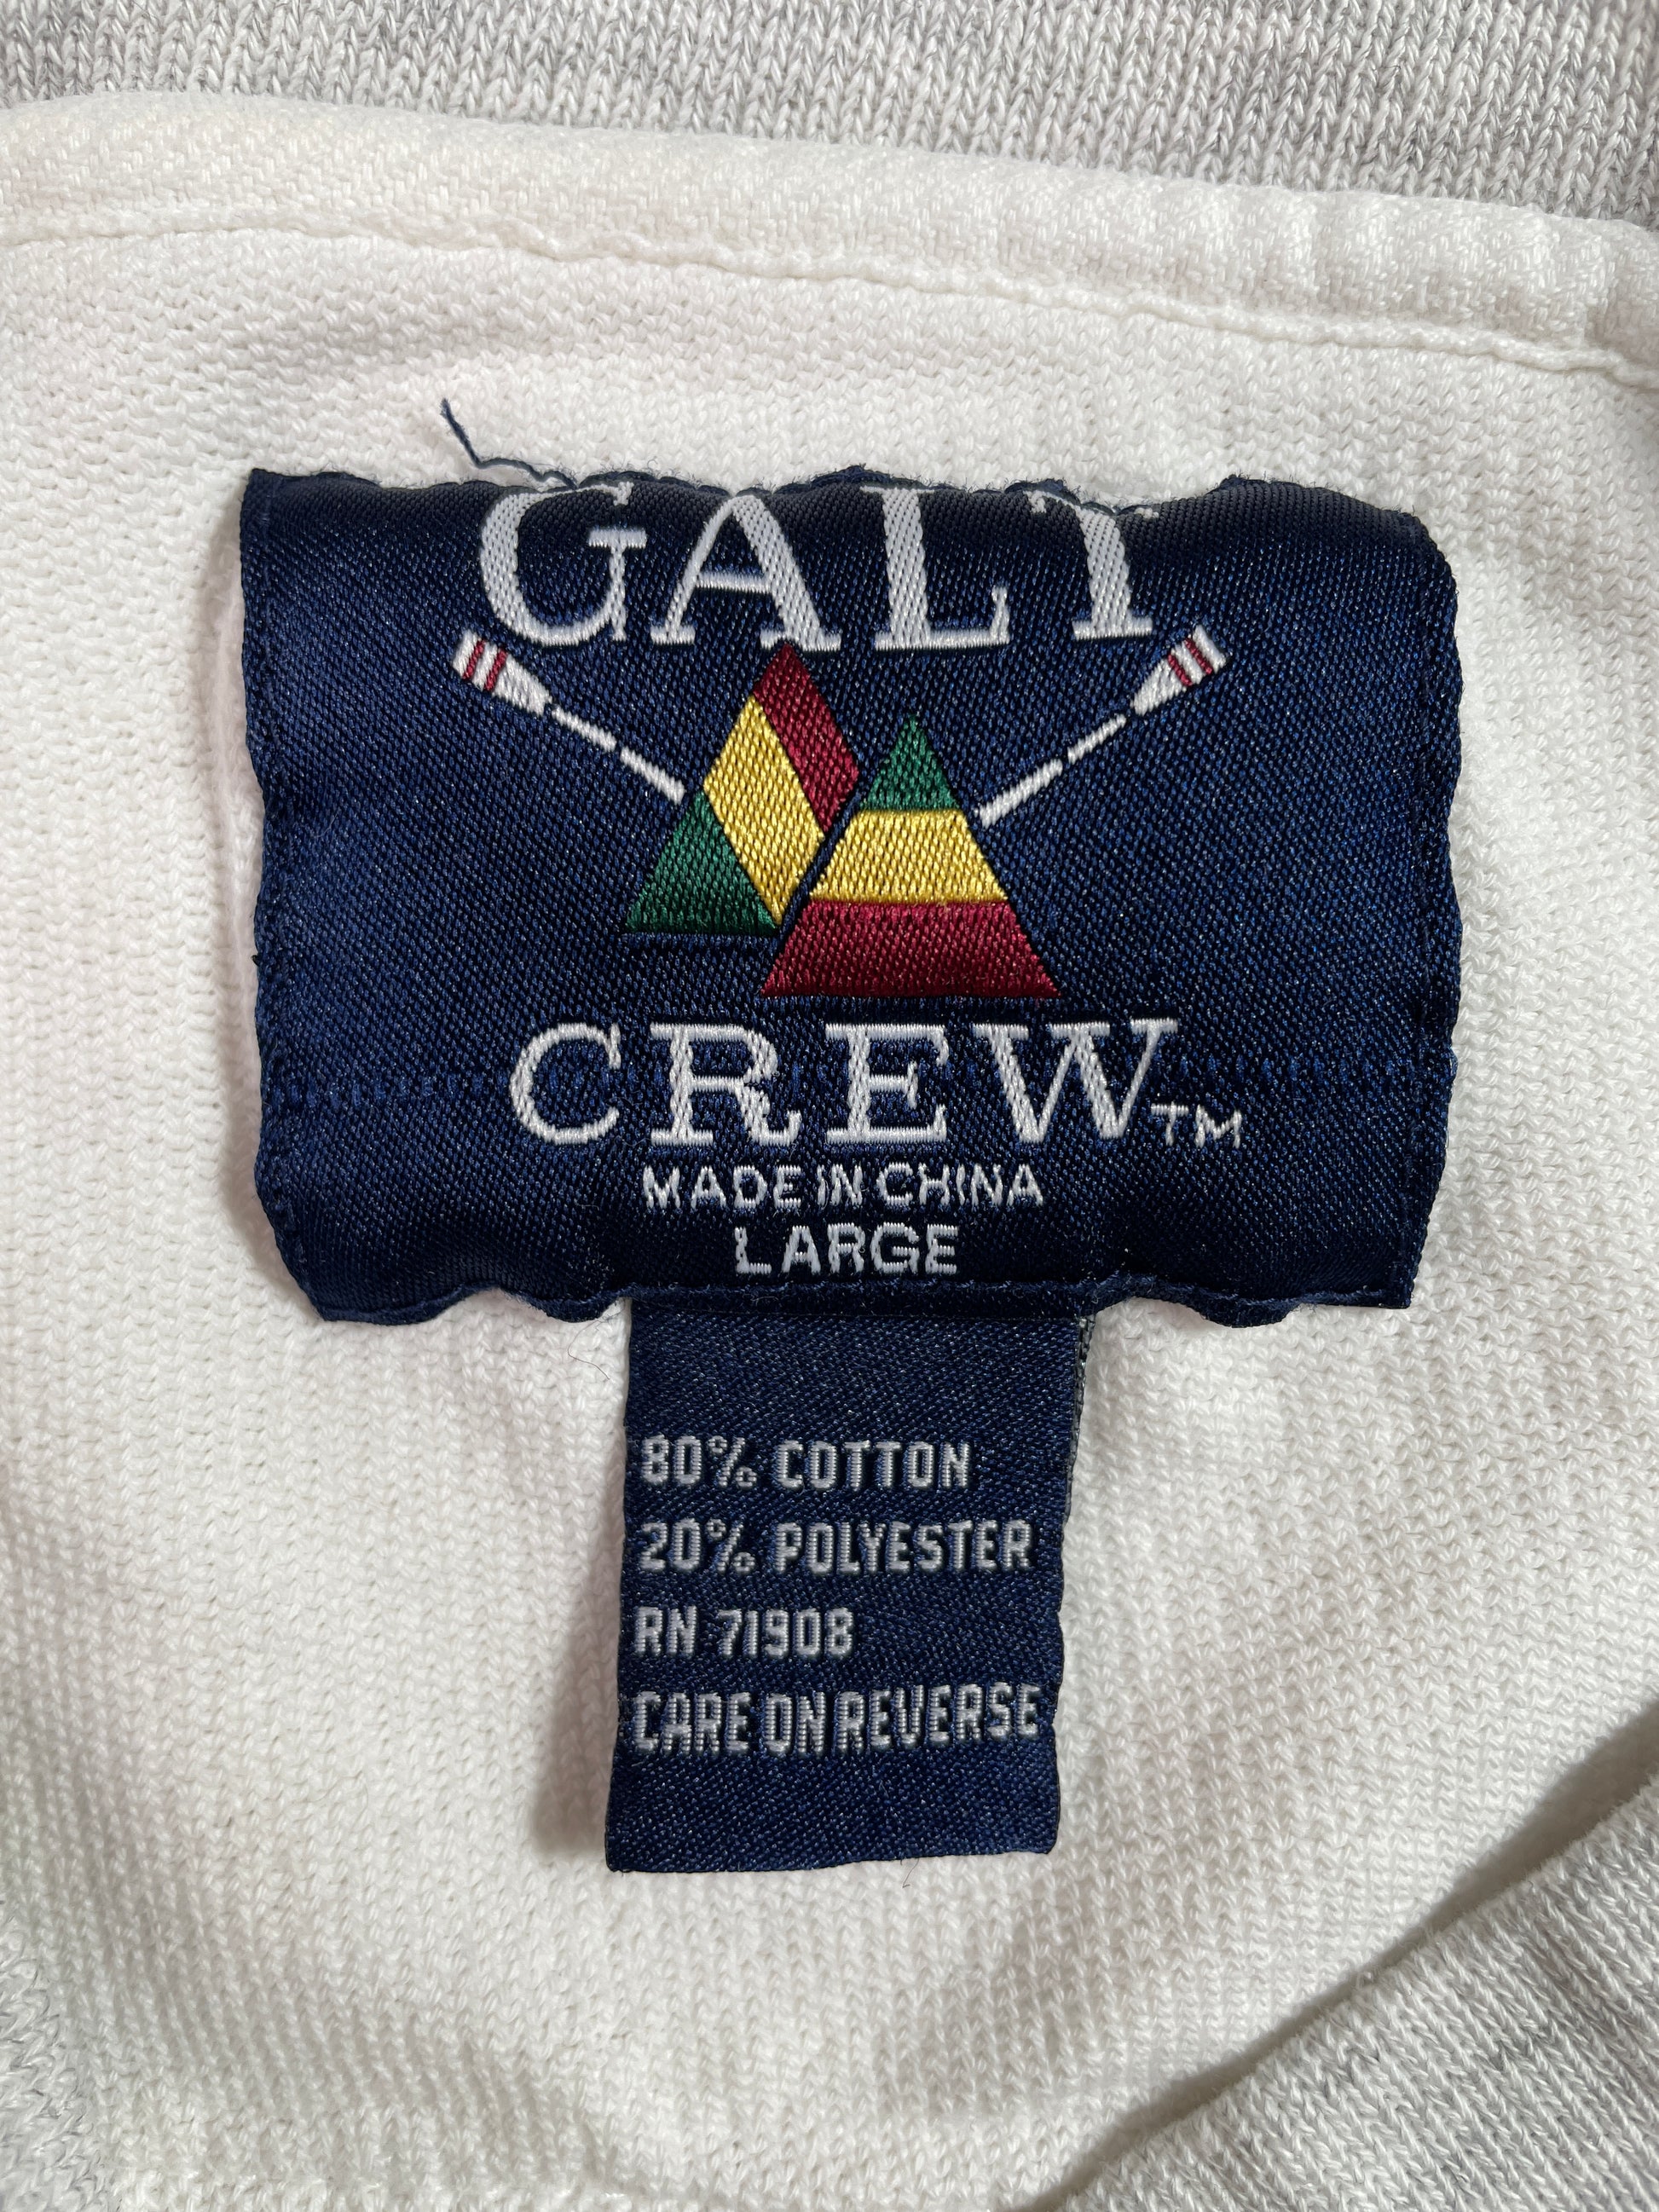 GALT
CREW™
MADE IN CHINA
LARGE
80% COTTON
20% POLYESTER
RN 71908
CARE ON REVERSE